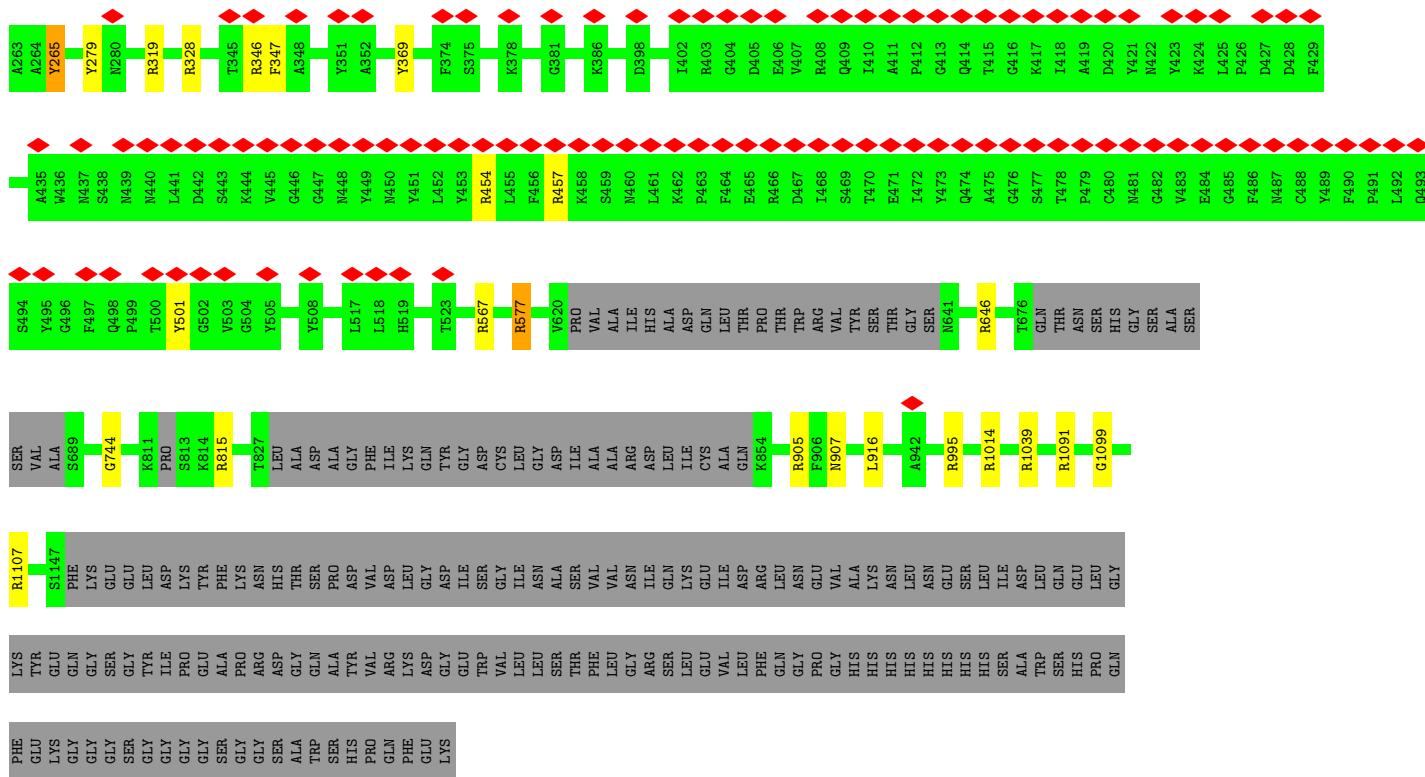 A263 A264 Y265 Y279 N280 R319 R328 T345 R346 F347 A348 Y351 A352 Y369 F374 S375 K378 G381 K386 D398 I402 R403 G404 D405 E406 V407 R408 Q409 I410 A411 P412 G413 Q414 T415 G416 K417 I418 A419 D420 Y421 N422 Y423 K424 L425 P426 D427 D428 F429
A435 W436 N437 S438 N439 N440 L441 D442 S443 K444 V445 G446 G447 N448 Y449 N450 Y451 L452 Y453 R454 L455 F456 R457 K458 S459 N460 L461 K462 P463 F464 E465 R466 D467 I468 S469 T470 E471 I472 Y473 Q474 A475 G476 S477 T478 P479 C480 N481 G482 V483 E484 G485 F486 N487 C488 Y489 F490 P491 L492 Q493
S494 Y495 G496 F497 Q498 P499 T500 Y501 G502 V503 G504 Y505 Y508 L517 L518 H519 T523 R567 R577 V620 PRO VAL ALA ILE HIS ALA ASP GLN LEU THR PRO THR TRP ARG VAL TYR SER THR GLY SER N641 R646 T676 GLN THR ASN SER HIS GLY SER ALA SER
SER VAL ALA S689 G744 K811 PRO S813 K814 R815 T827 LEU ALA ASP ALA GLY PHE ILE LYS GLN TYR GLY ASP CYS LEU GLY ASP ILE ALA ALA ARG ASP LEU ILE CYS ALA GLN K854 R905 F906 N907 L916 A942 R995 R1014 R1039 R1091 G1099
R1107 S1147 PHE LYS GLU GLU LEU ASP LYS TYR PHE LYS ASN HIS THR SER PRO ASP VAL ASP LEU GLY ASP ILE SER GLY ILE ASN ALA SER VAL VAL ASN ILE GLN LYS GLU ILE ASP ARG LEU ASN GLU VAL ALA LYS ASN LEU ASN GLU SER LEU ILE ASP LEU GLN GLU LEU GLY
LYS TYR GLU GLN GLY SER GLY TYR ILE PRO GLU ALA PRO ARG ASP GLY GLN ALA TYR VAL ARG LYS ASP GLY GLU TRP VAL LEU LEU SER THR PHE LEU GLY ARG SER LEU GLU VAL LEU PHE GLN GLY PRO GLY HIS HIS HIS HIS HIS HIS HIS HIS SER ALA TRP SER HIS PRO GLN
PHE GLU LYS GLY GLY GLY SER GLY GLY GLY GLY SER GLY GLY SER ALA TRP SER HIS PRO GLN PHE GLU LYS